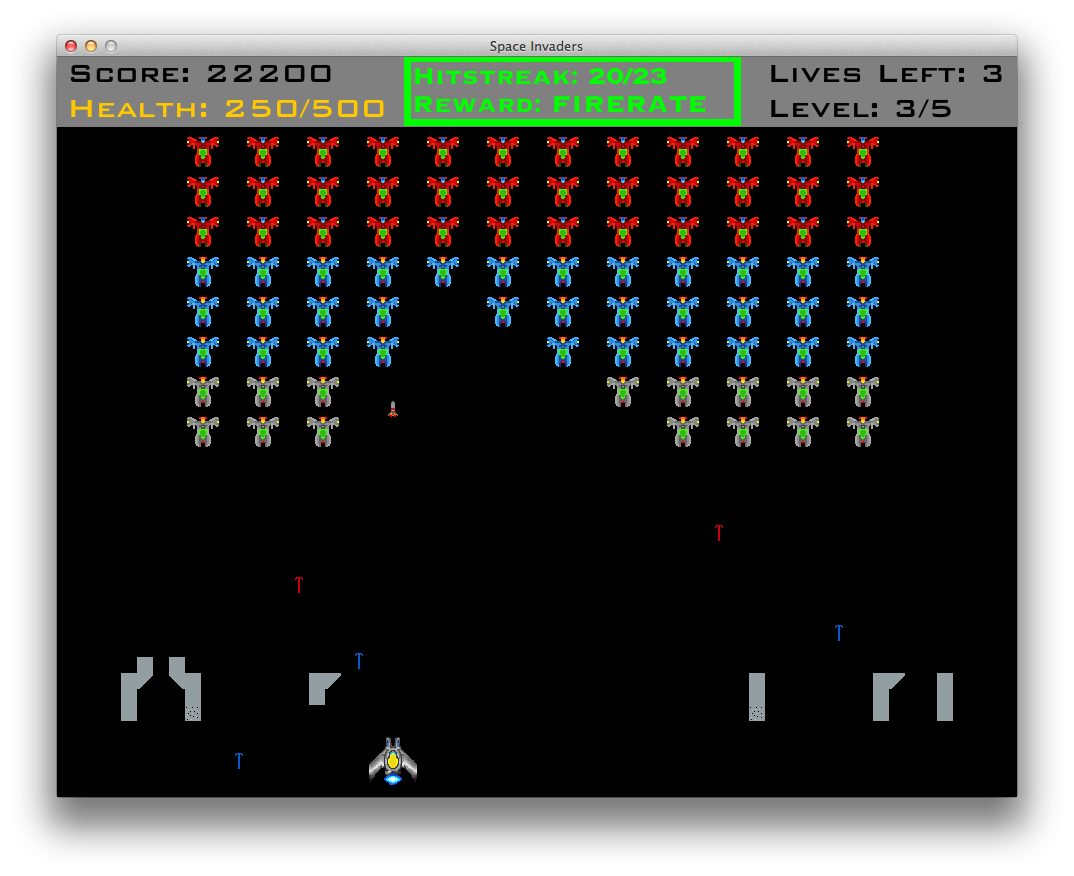 Space Invaders
Score: 22200
Health: 250/500
Hitstreak: 20/23
Reward: FIRERATE
Lives Left: 3
Level: 3/5